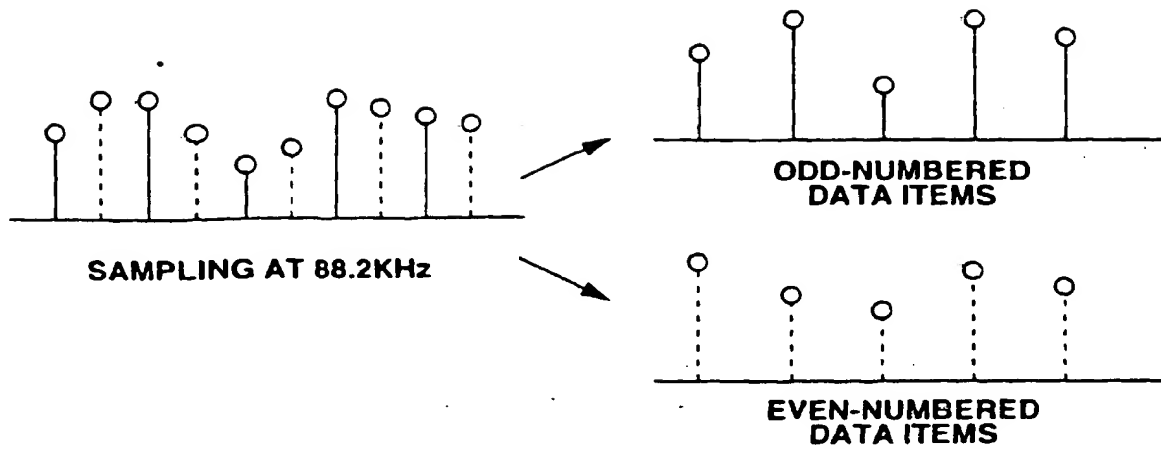 SAMPLING AT 88.2KHz
ODD-NUMBERED
DATA ITEMS
EVEN-NUMBERED
DATA ITEMS